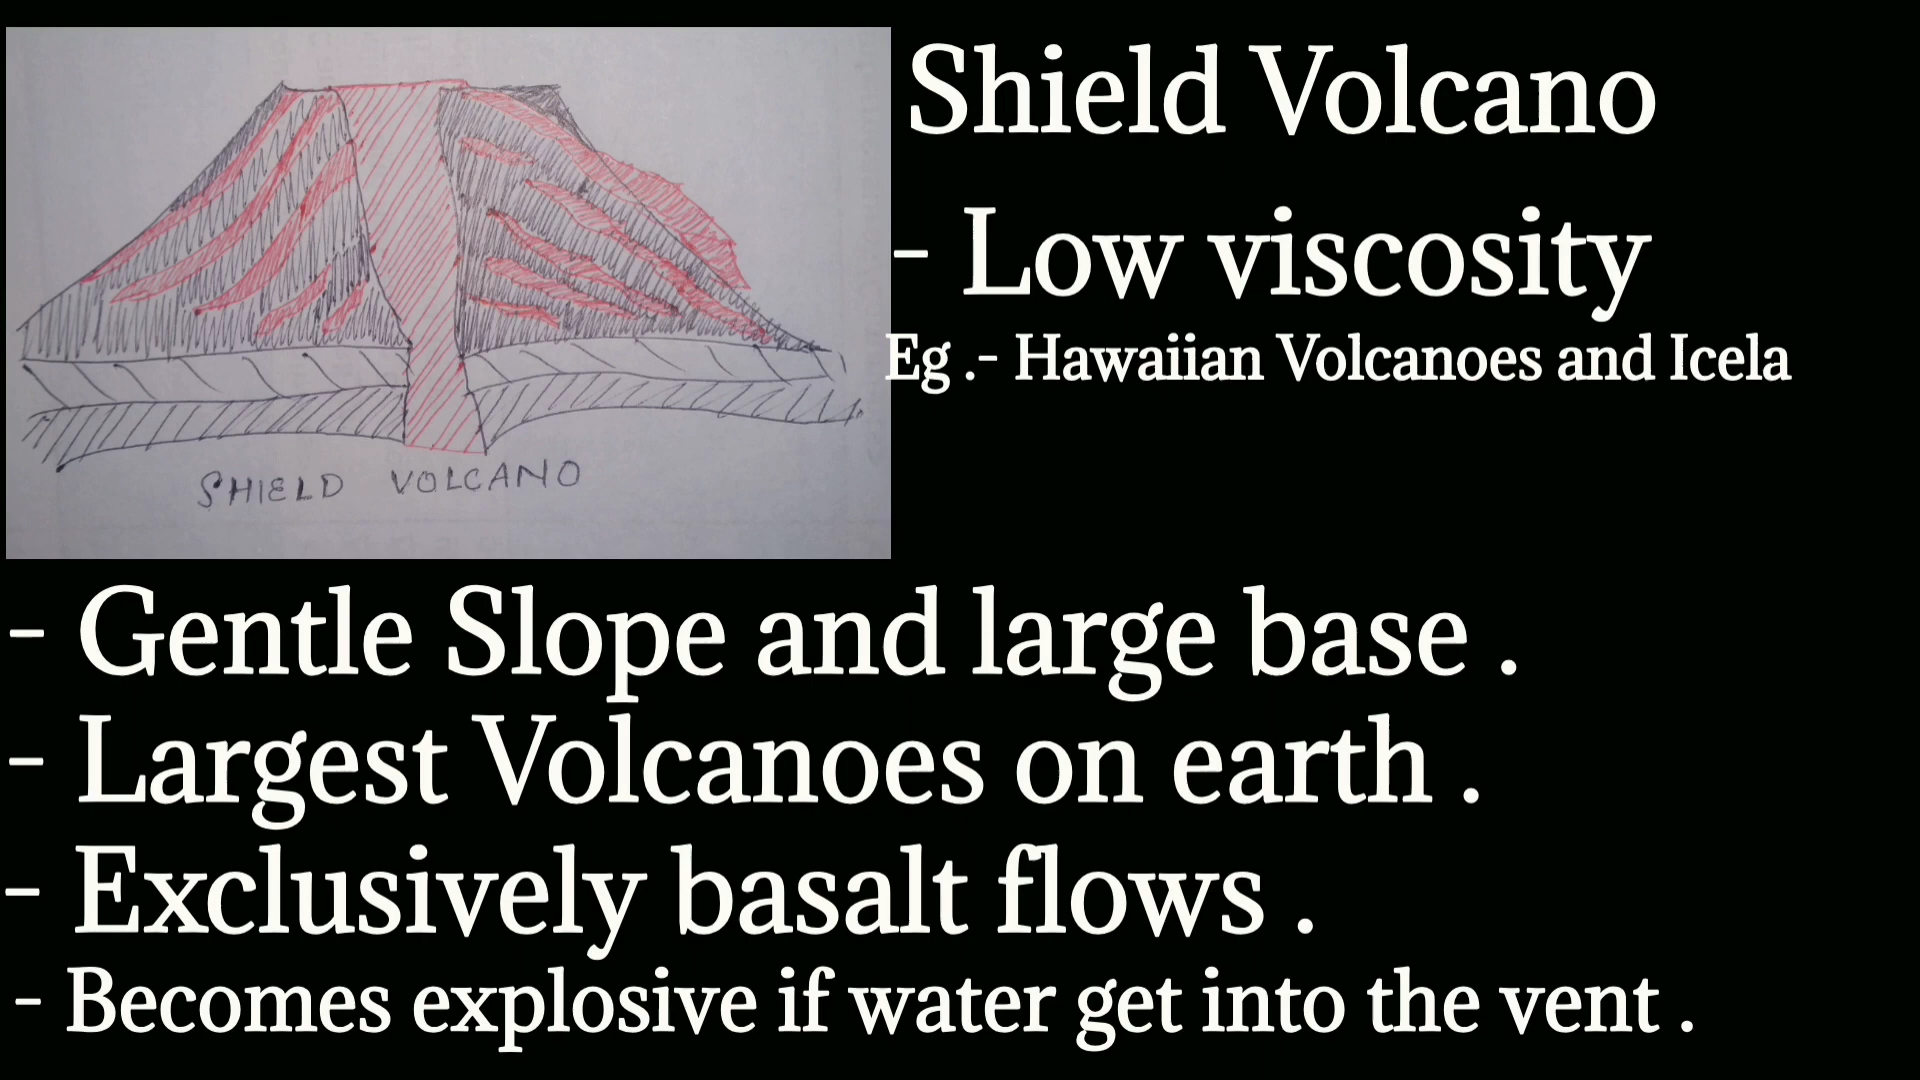 Shield Volcano
- Low viscosity
Eg .- Hawaiian Volcanoes and Icela
SHIELD VOLCANO
- Gentle Slope and large base .
- Largest Volcanoes on earth .
- Exclusively basalt flows .
- Becomes explosive if water get into the vent .